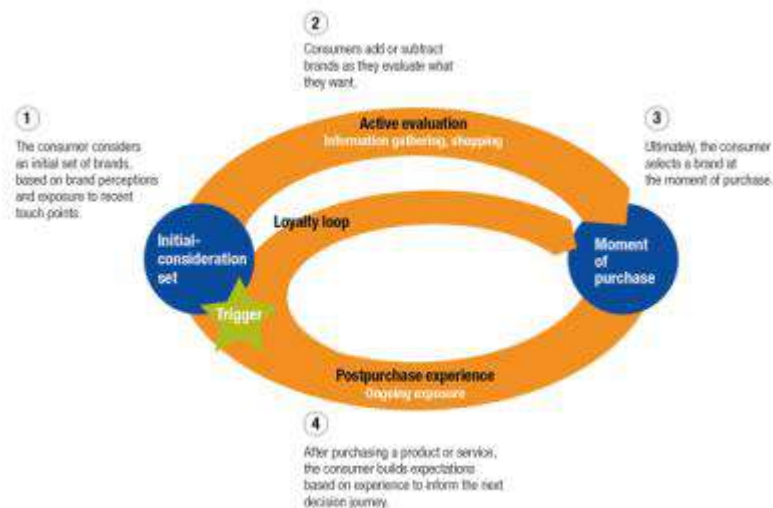 2
Consumers add or subtract
brands as they evaluate what
they want.
1
The consumer considers
an initial set of brands,
based on brand perceptions
and exposure to recent
touch points.
Active evaluation
Information gathering, shopping
3
Ultimately, the consumer
selects a brand at
the moment of purchase.
Loyalty loop
Initial-
consideration
set
Moment
of
purchase
Trigger
Postpurchase experience
Ongoing exposure
4
After purchasing a product or service,
the consumer builds expectations
based on experience to inform the next
decision journey.